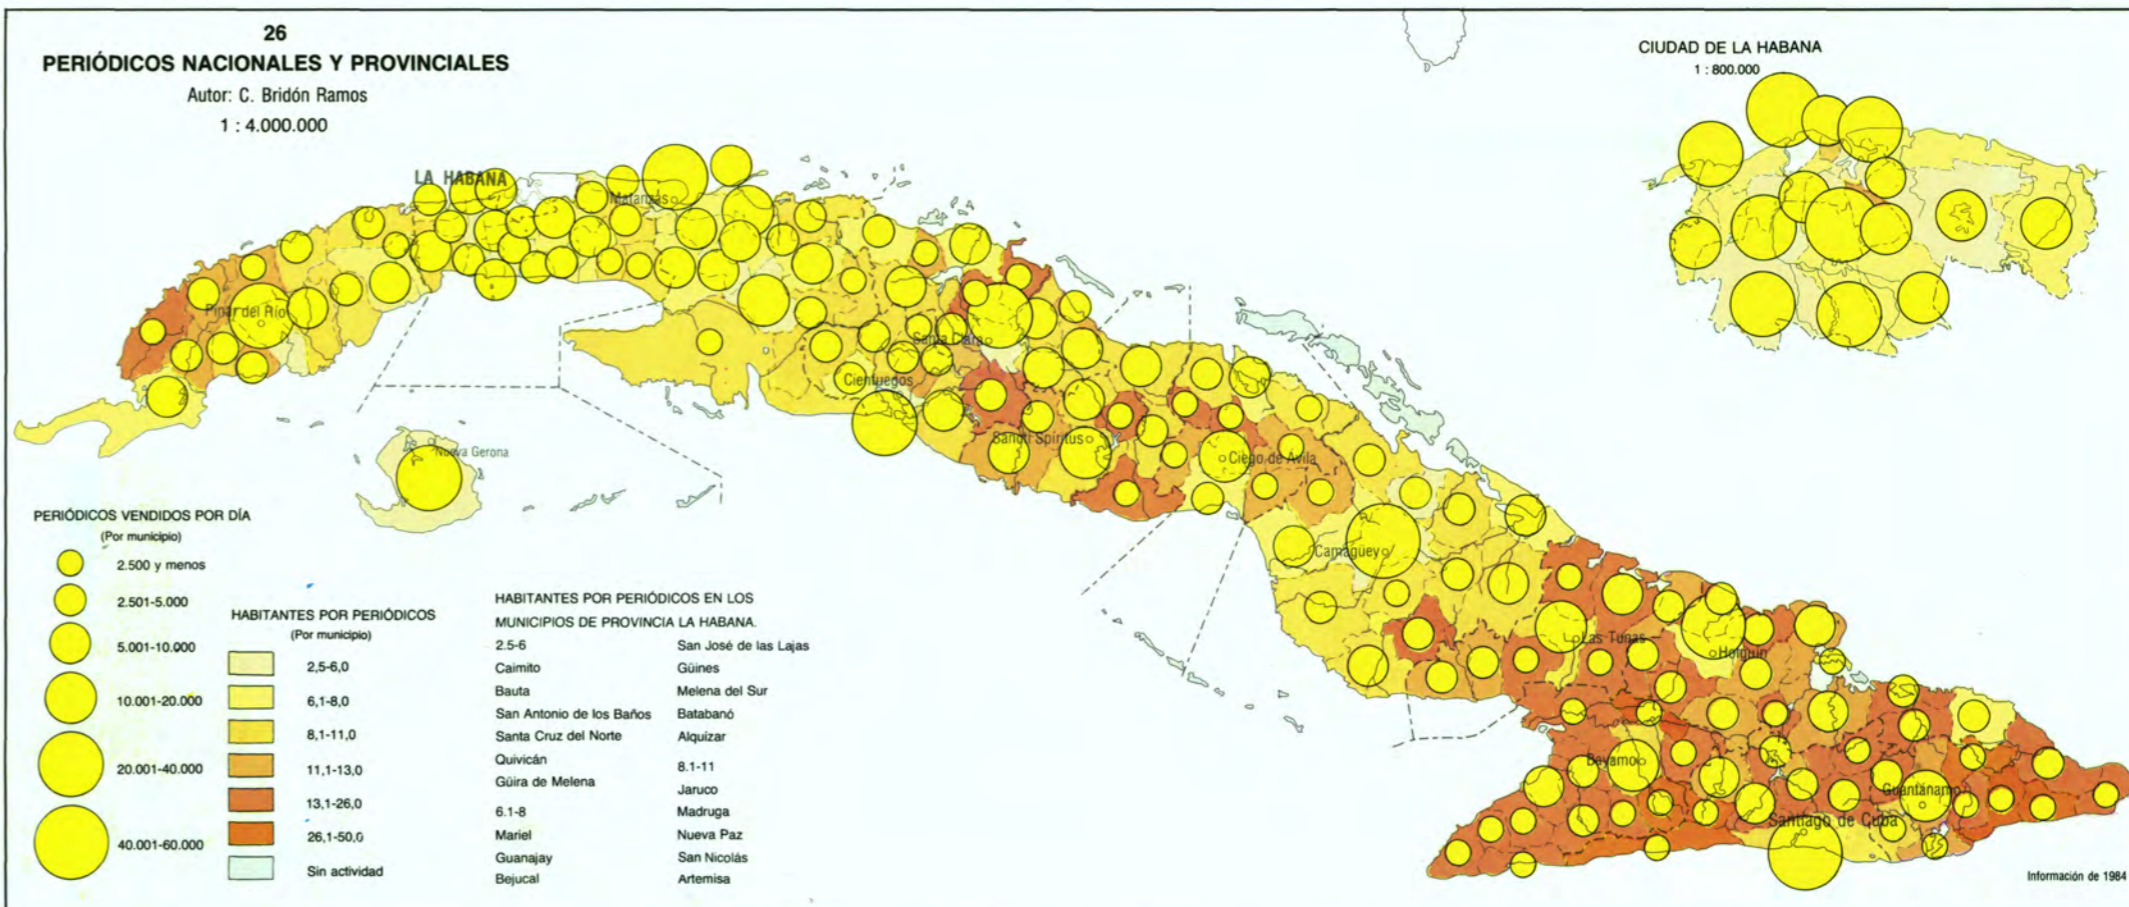 26
PERIÓDICOS NACIONALES Y PROVINCIALES
Autor: C. Bridón Ramos
1 : 4.000.000
CIUDAD DE LA HABANA
1 : 800.000
LA HABANA
Matanzas
Pinar del Río
Nueva Gerona
Santa Clara
Cienfuegos
Sancti Spíritus
Ciego de Avila
Camagüey
Las Tunas
Holguín
Bayamo
Guantánamo
Santiago de Cuba
PERIÓDICOS VENDIDOS POR DÍA
(Por municipio)
2.500 y menos
2.501-5.000
5.001-10.000
10.001-20.000
20.001-40.000
40.001-60.000
HABITANTES POR PERIÓDICOS
(Por municipio)
2,5-6,0
6,1-8,0
8,1-11,0
11,1-13,0
13,1-26,0
26,1-50,0
Sin actividad
HABITANTES POR PERIÓDICOS EN LOS
MUNICIPIOS DE PROVINCIA LA HABANA.
2.5-6
Caimito
Bauta
San Antonio de los Baños
Santa Cruz del Norte
Quivicán
Güira de Melena
6.1-8
Mariel
Guanajay
Bejucal
San José de las Lajas
Güines
Melena del Sur
Batabanó
Alquízar
8.1-11
Jaruco
Madruga
Nueva Paz
San Nicolás
Artemisa
Información de 1984